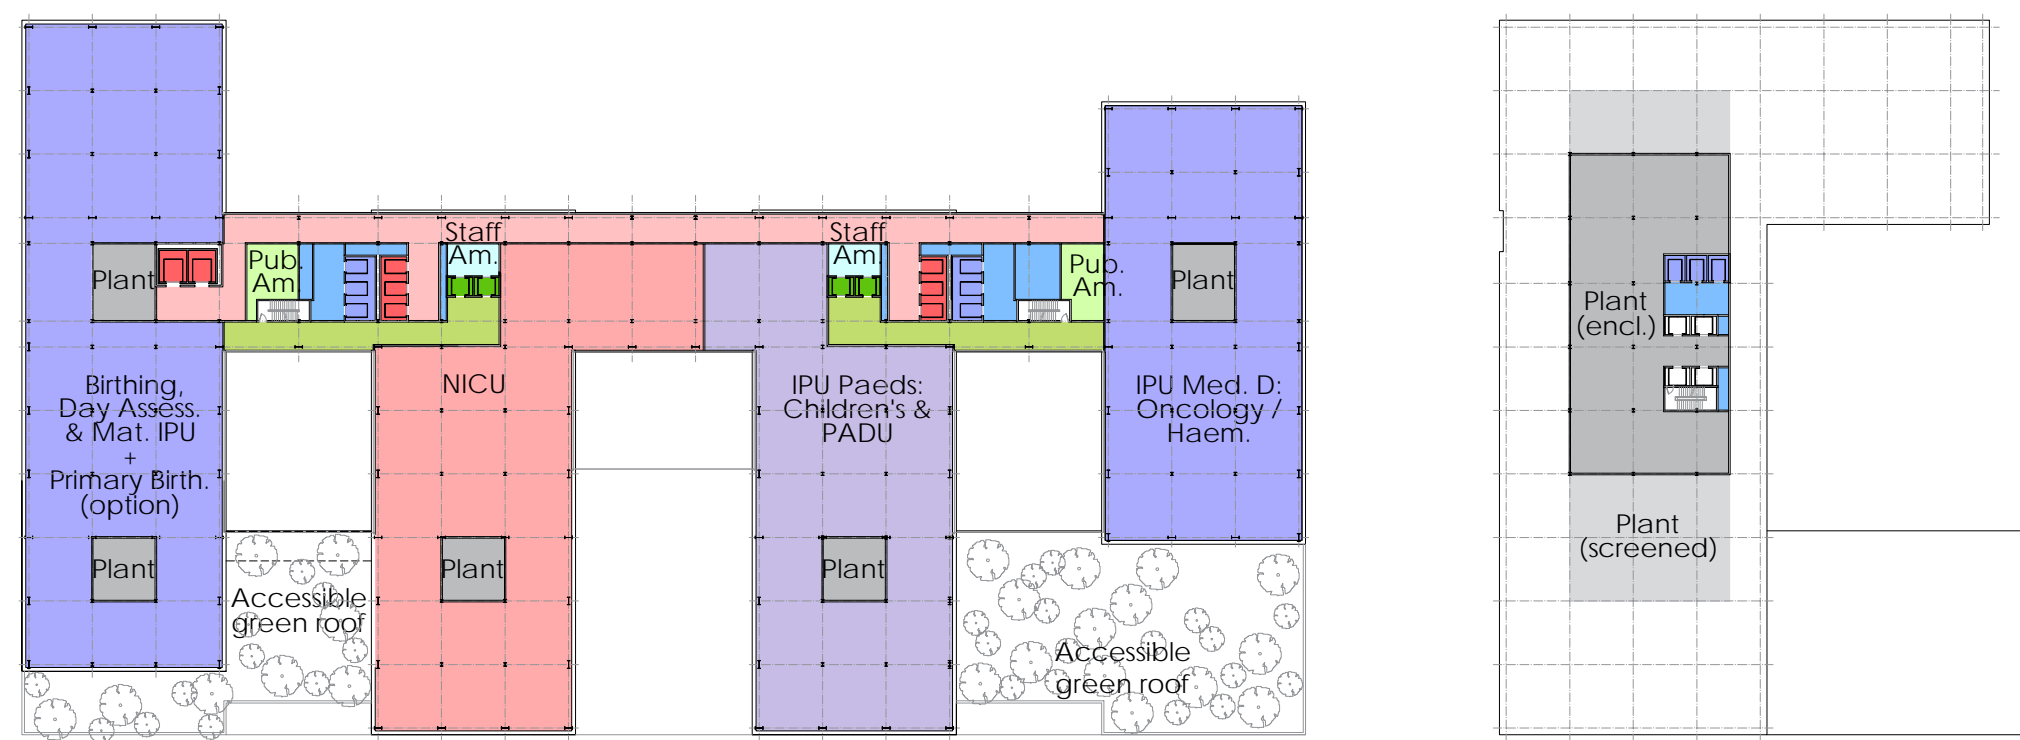 Staff
Am.
Staff
Am.
Plant
Pub.
Am.
Pub.
Am.
Plant
Plant
(encl.)
Birthing,
Day Assess.
& Mat. IPU
+
Primary Birth.
(option)
NICU
IPU Paeds:
Children's &
PADU
IPU Med. D:
Oncology /
Haem.
Plant
(screened)
Plant
Plant
Plant
Accessible
green roof
Accessible
green roof